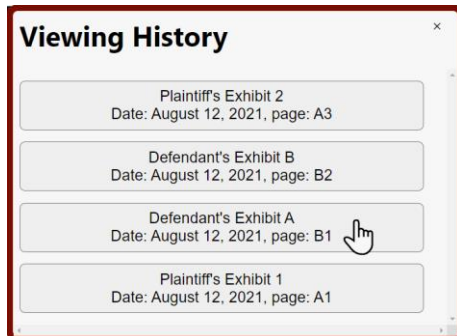 Viewing History
×
Plaintiff's Exhibit 2
Date: August 12, 2021, page: A3
Defendant's Exhibit B
Date: August 12, 2021, page: B2
Defendant's Exhibit A
Date: August 12, 2021, page: B1
Plaintiff's Exhibit 1
Date: August 12, 2021, page: A1